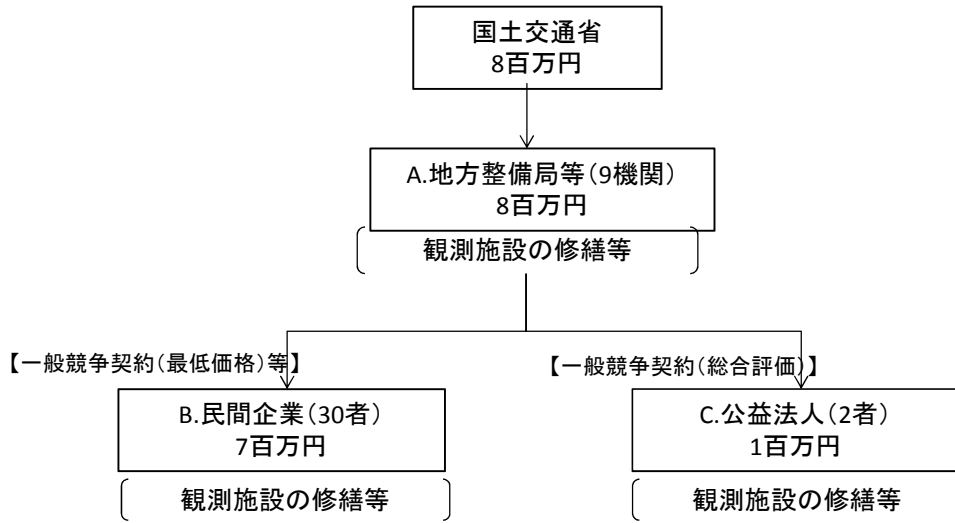 国土交通省
8百万円
A.地方整備局等（9機関）
8百万円
観測施設の修繕等
【一般競争契約（最低価格）等】
B.民間企業（30者）
7百万円
観測施設の修繕等
【一般競争契約（総合評価）】
C.公益法人（2者）
1百万円
観測施設の修繕等